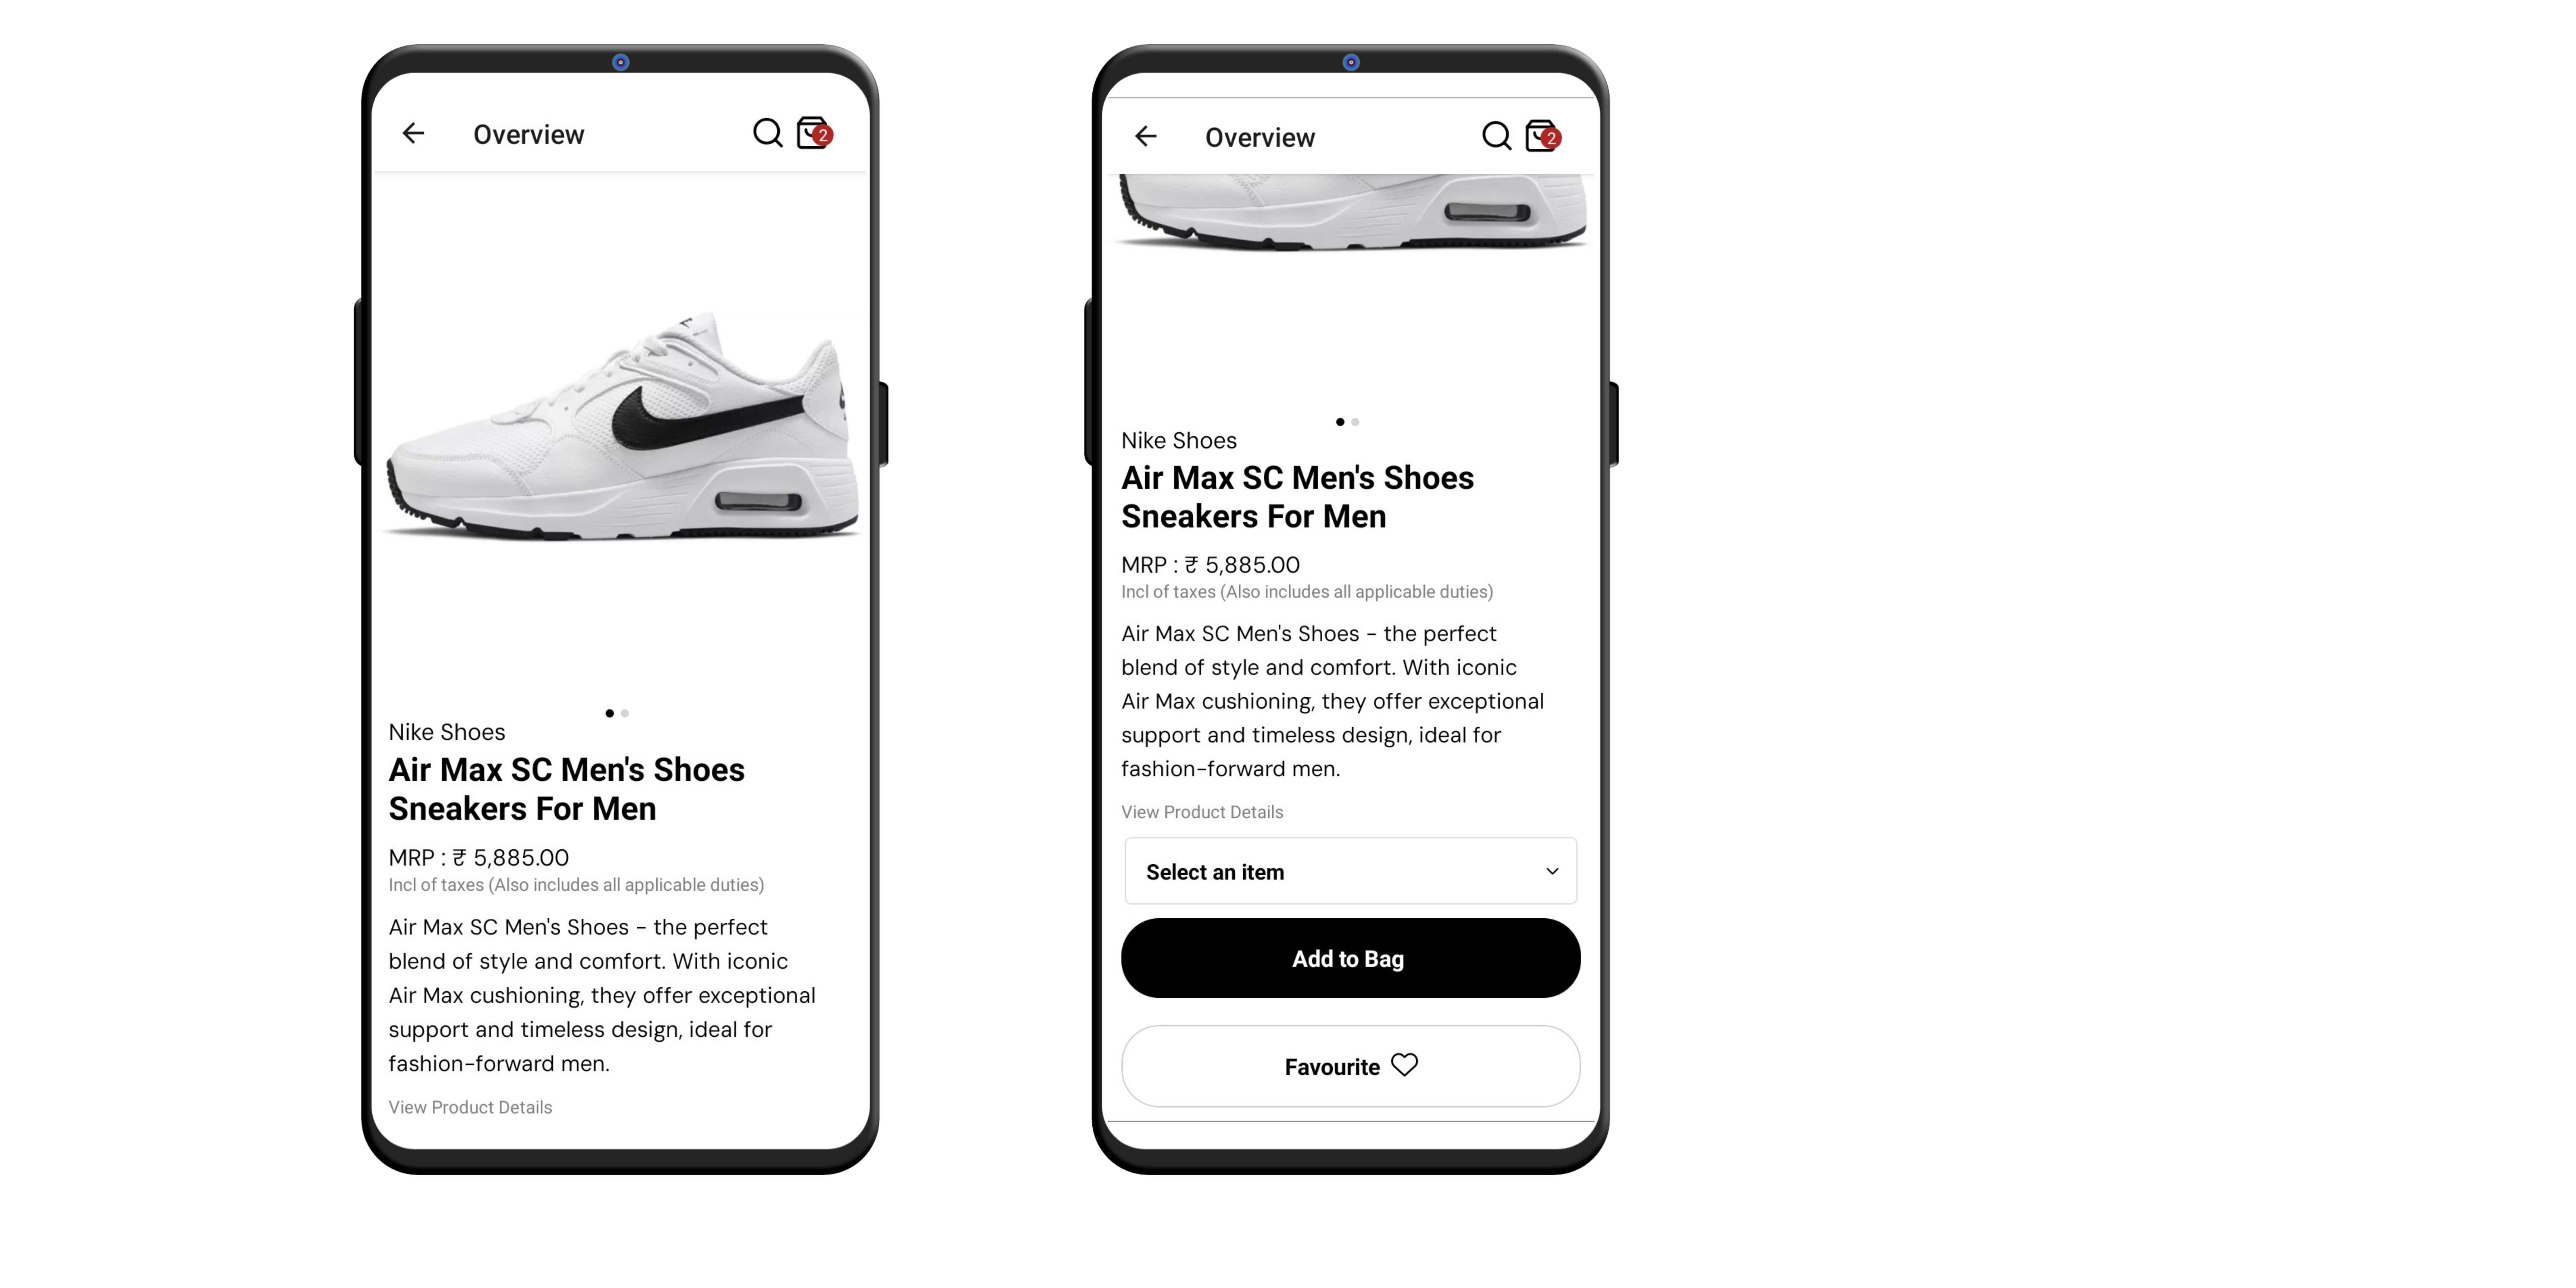 Overview
2
Nike Shoes
Air Max SC Men's Shoes
Sneakers For Men
MRP : ₹ 5,885.00
Incl of taxes (Also includes all applicable duties)
Air Max SC Men's Shoes - the perfect
blend of style and comfort. With iconic
Air Max cushioning, they offer exceptional
support and timeless design, ideal for
fashion-forward men.
View Product Details
Overview
2
Nike Shoes
Air Max SC Men's Shoes
Sneakers For Men
MRP : ₹ 5,885.00
Incl of taxes (Also includes all applicable duties)
Air Max SC Men's Shoes - the perfect
blend of style and comfort. With iconic
Air Max cushioning, they offer exceptional
support and timeless design, ideal for
fashion-forward men.
View Product Details
Select an item
Add to Bag
Favourite